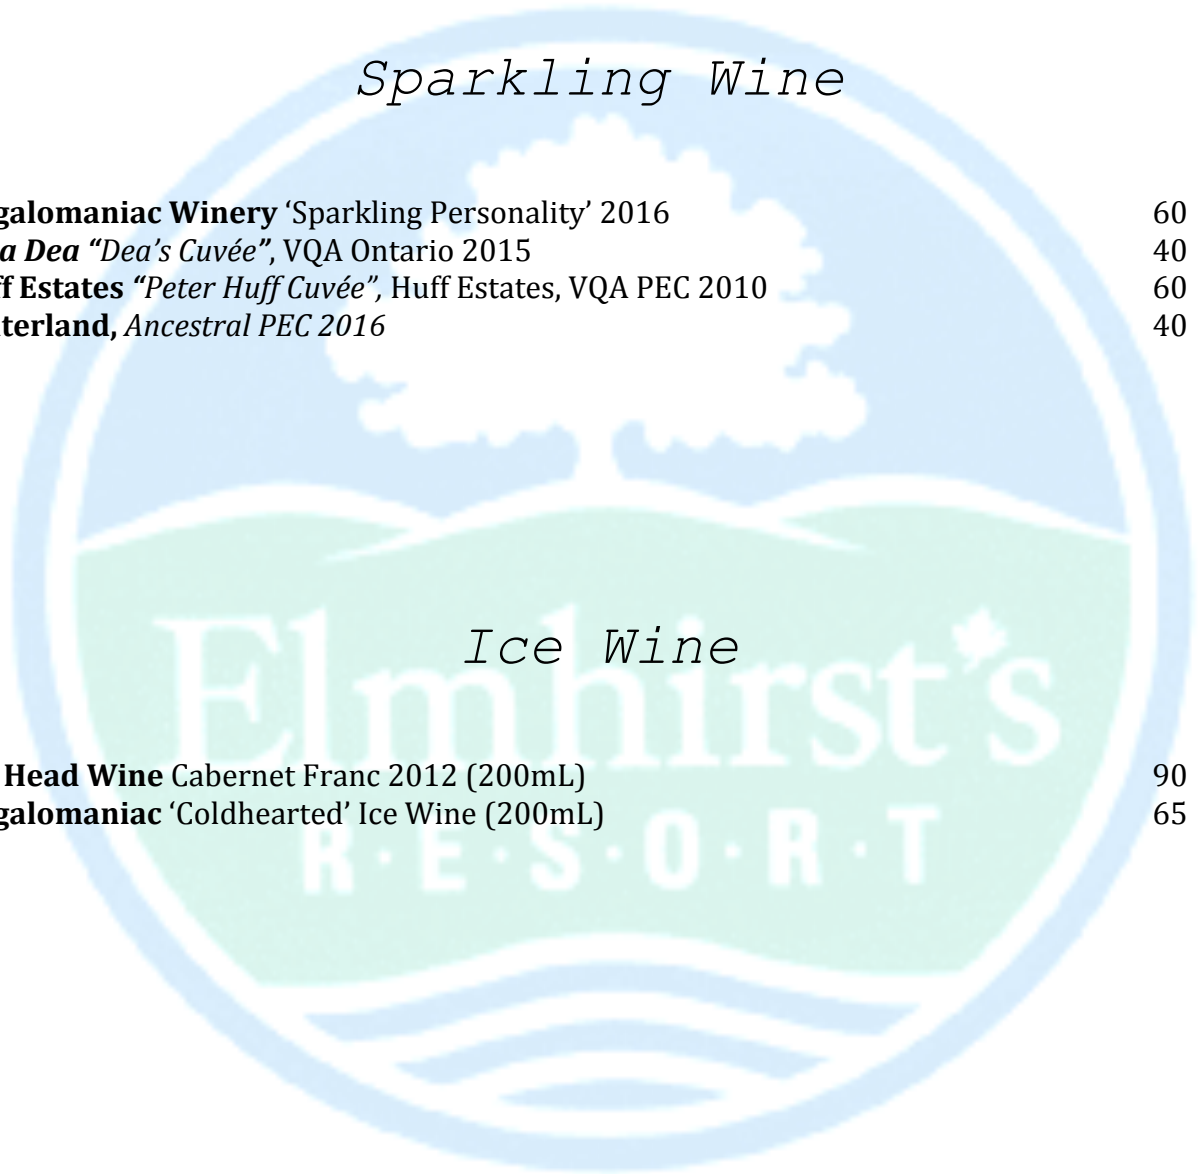 Sparkling Wine
galomaniac Winery ‘Sparkling Personality’ 2016 60
a Dea “Dea’s Cuvée”, VQA Ontario 2015 40
ff Estates “Peter Huff Cuvée”, Huff Estates, VQA PEC 2010 60
terland, Ancestral PEC 2016 40
Ice Wine
Elmhirst’s
Head Wine Cabernet Franc 2012 (200mL) 90
galomaniac ‘Coldhearted’ Ice Wine (200mL) 65
R·E·S·O·R·T